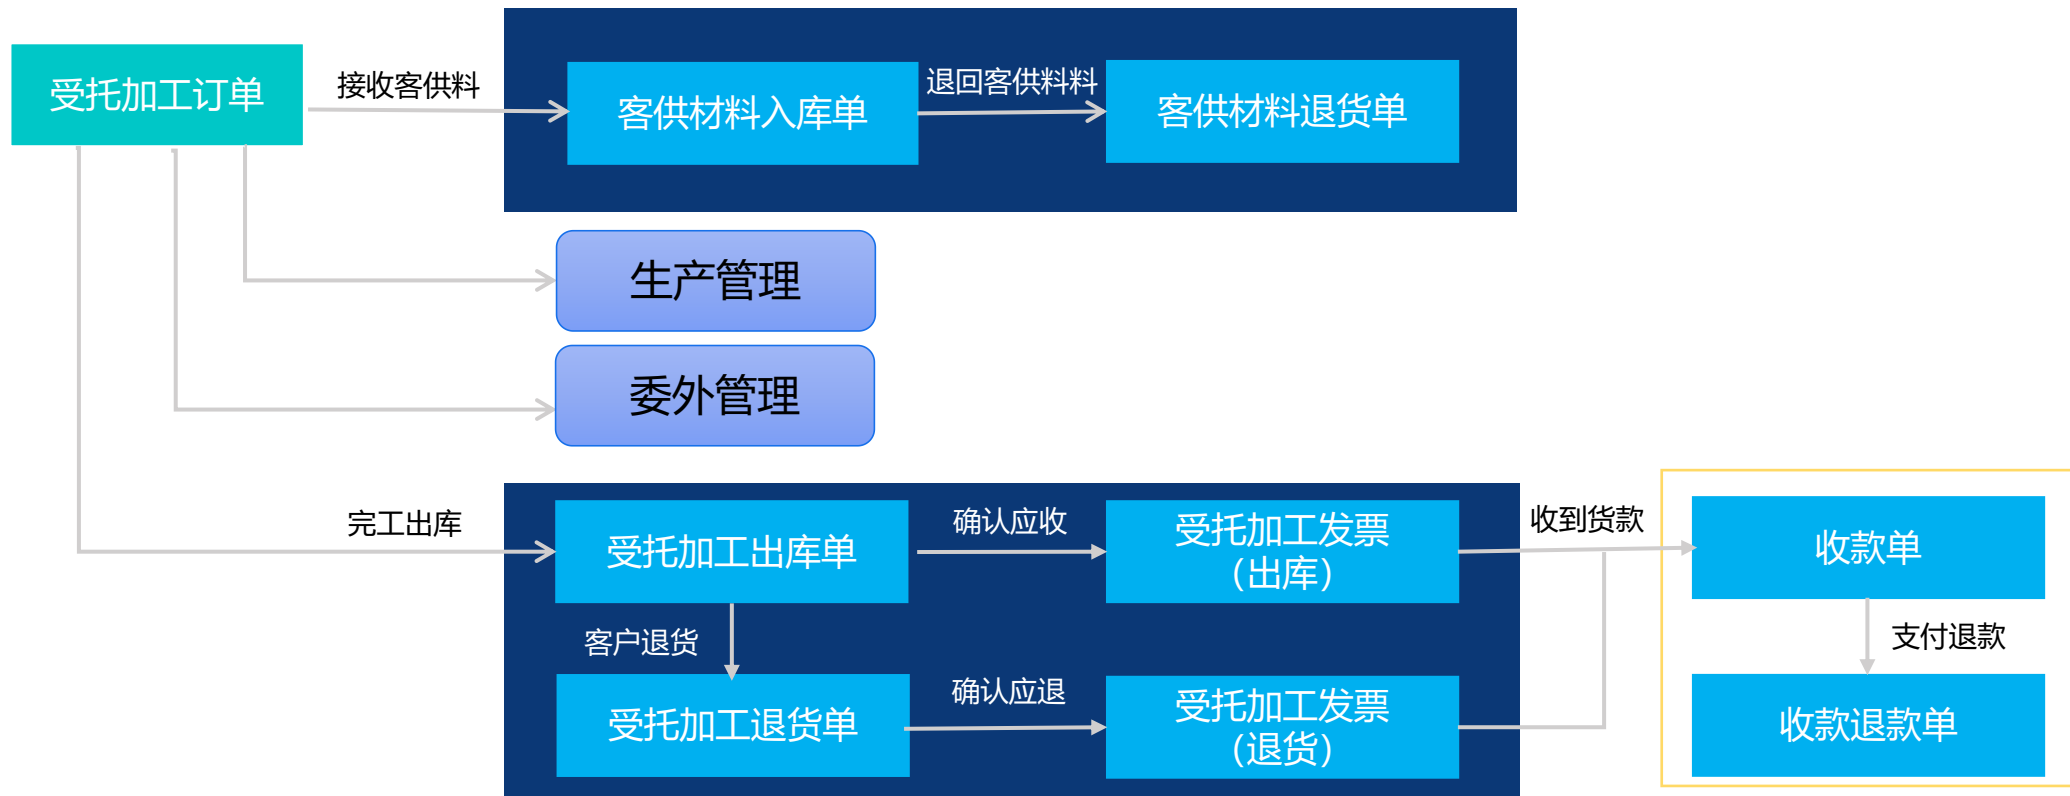 受托加工订单
接收客供料
客供材料入库单
退回客供料料
客供材料退货单
生产管理
委外管理
完工出库
受托加工出库单
确认应收
受托加工发票
（出库）
收到货款
收款单
客户退货
支付退款
受托加工退货单
确认应退
受托加工发票
（退货）
收款退款单